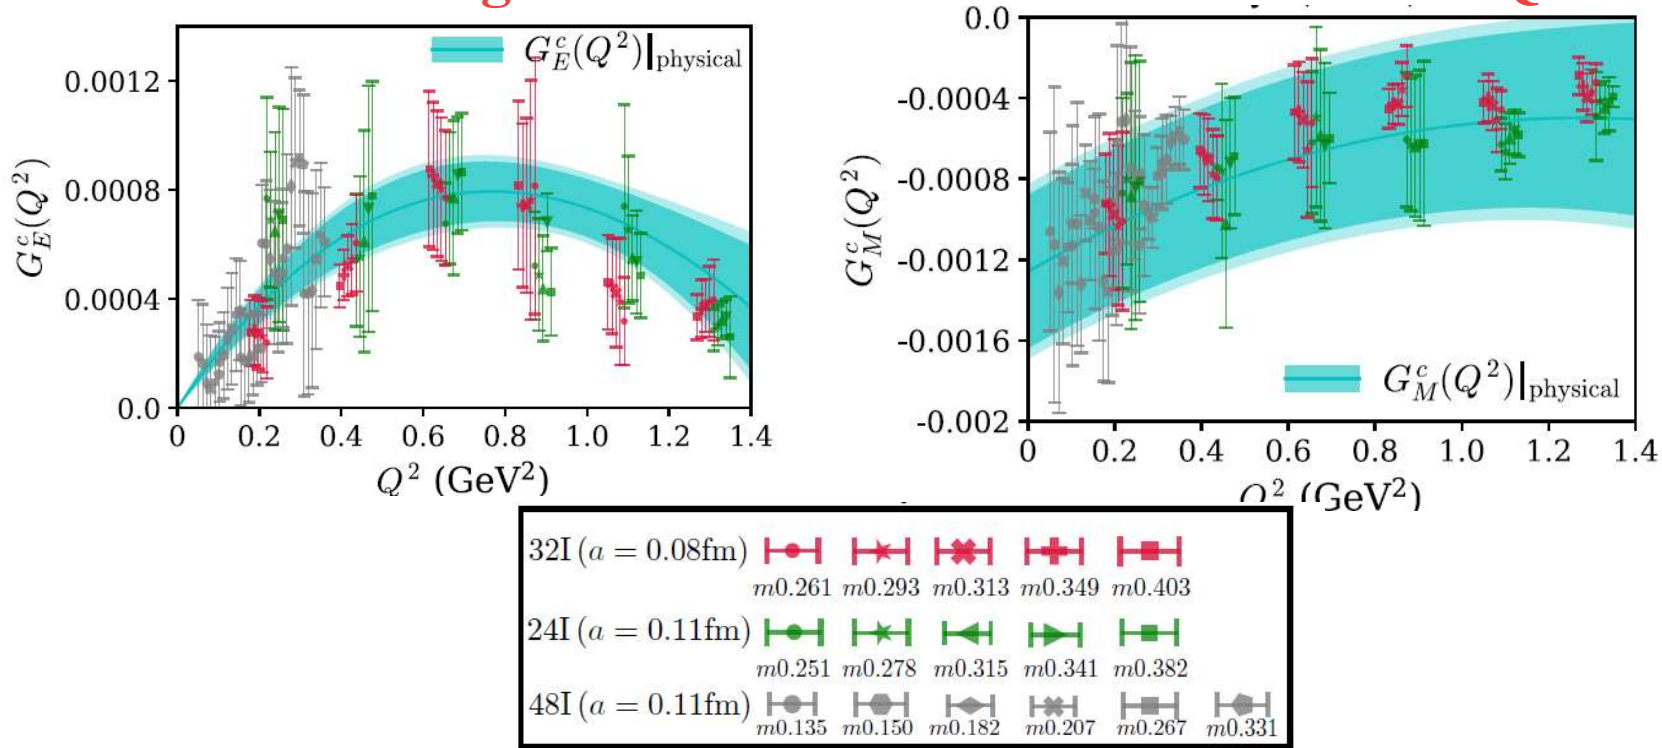 G_E^c(Q^2)|physical
0.0012
0.0008
0.0004
0.0
G_E^c(Q^2)
0 0.2 0.4 0.6 0.8 1.0 1.2 1.4
Q^2 (GeV^2)
0.0
-0.0004
-0.0008
-0.0012
-0.0016
-0.002
G_M^c(Q^2)
G_M^c(Q^2)|physical
0 0.2 0.4 0.6 0.8 1.0 1.2 1.4
Q^2 (GeV^2)
32I (a = 0.08fm)
m0.261 m0.293 m0.313 m0.349 m0.403
24I (a = 0.11fm)
m0.251 m0.278 m0.315 m0.341 m0.382
48I (a = 0.11fm)
m0.135 m0.150 m0.182 m0.207 m0.267 m0.331